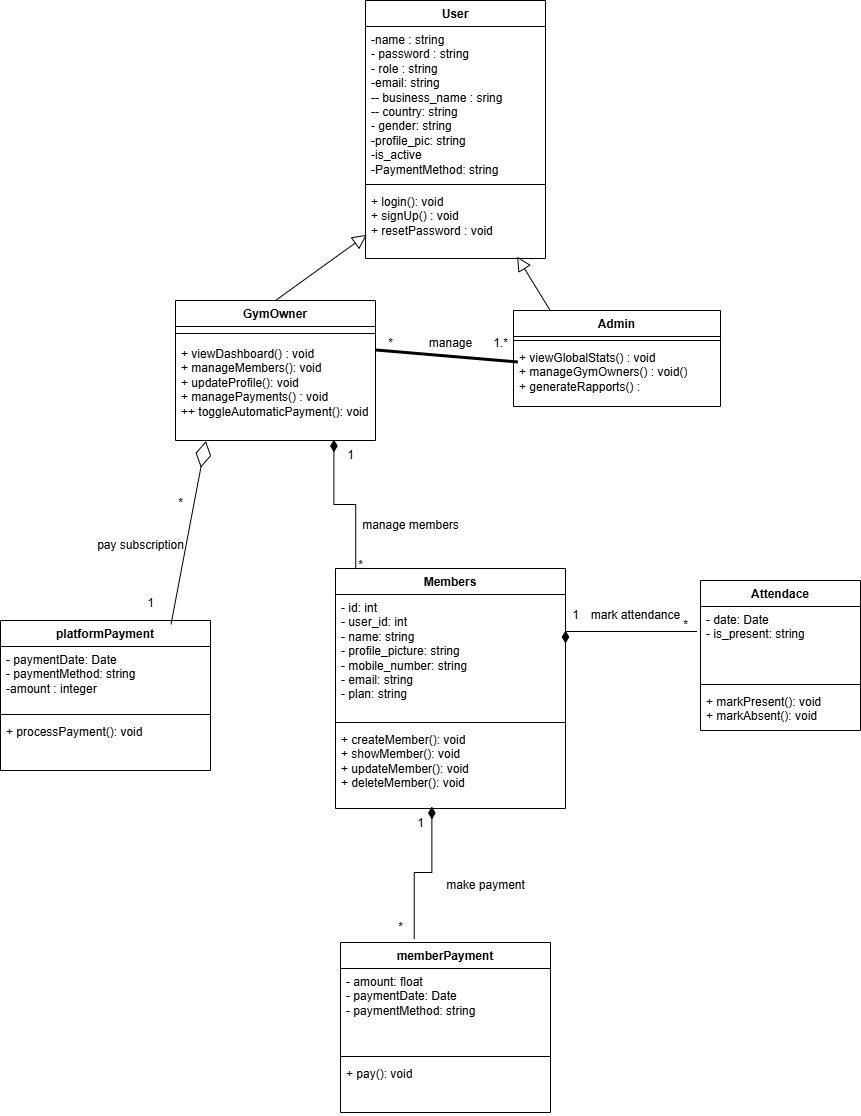 User
-name : string
- password : string
- role : string
-email: string
-- business_name : sring
-- country: string
- gender: string
-profile_pic: string
-is_active
-PaymentMethod: string
+ login(): void
+ signUp() : void
+ resetPassword : void
GymOwner
+ viewDashboard() : void
+ manageMembers(): void
+ updateProfile(): void
+ managePayments() : void
++ toggleAutomaticPayment(): void
* manage 1.*
Admin
+ viewGlobalStats() : void
+ manageGymOwners() : void()
+ generateRapports() :
*
pay subscription
1
1
manage members
*
platformPayment
- paymentDate: Date
- paymentMethod: string
-amount : integer
+ processPayment(): void
Members
- id: int
- user_id: int
- name: string
- profile_picture: string
- mobile_number: string
- email: string
- plan: string
+ createMember(): void
+ showMember(): void
+ updateMember(): void
+ deleteMember(): void
1 mark attendance *
Attendace
- date: Date
- is_present: string
+ markPresent(): void
+ markAbsent(): void
1
make payment
*
memberPayment
- amount: float
- paymentDate: Date
- paymentMethod: string
+ pay(): void